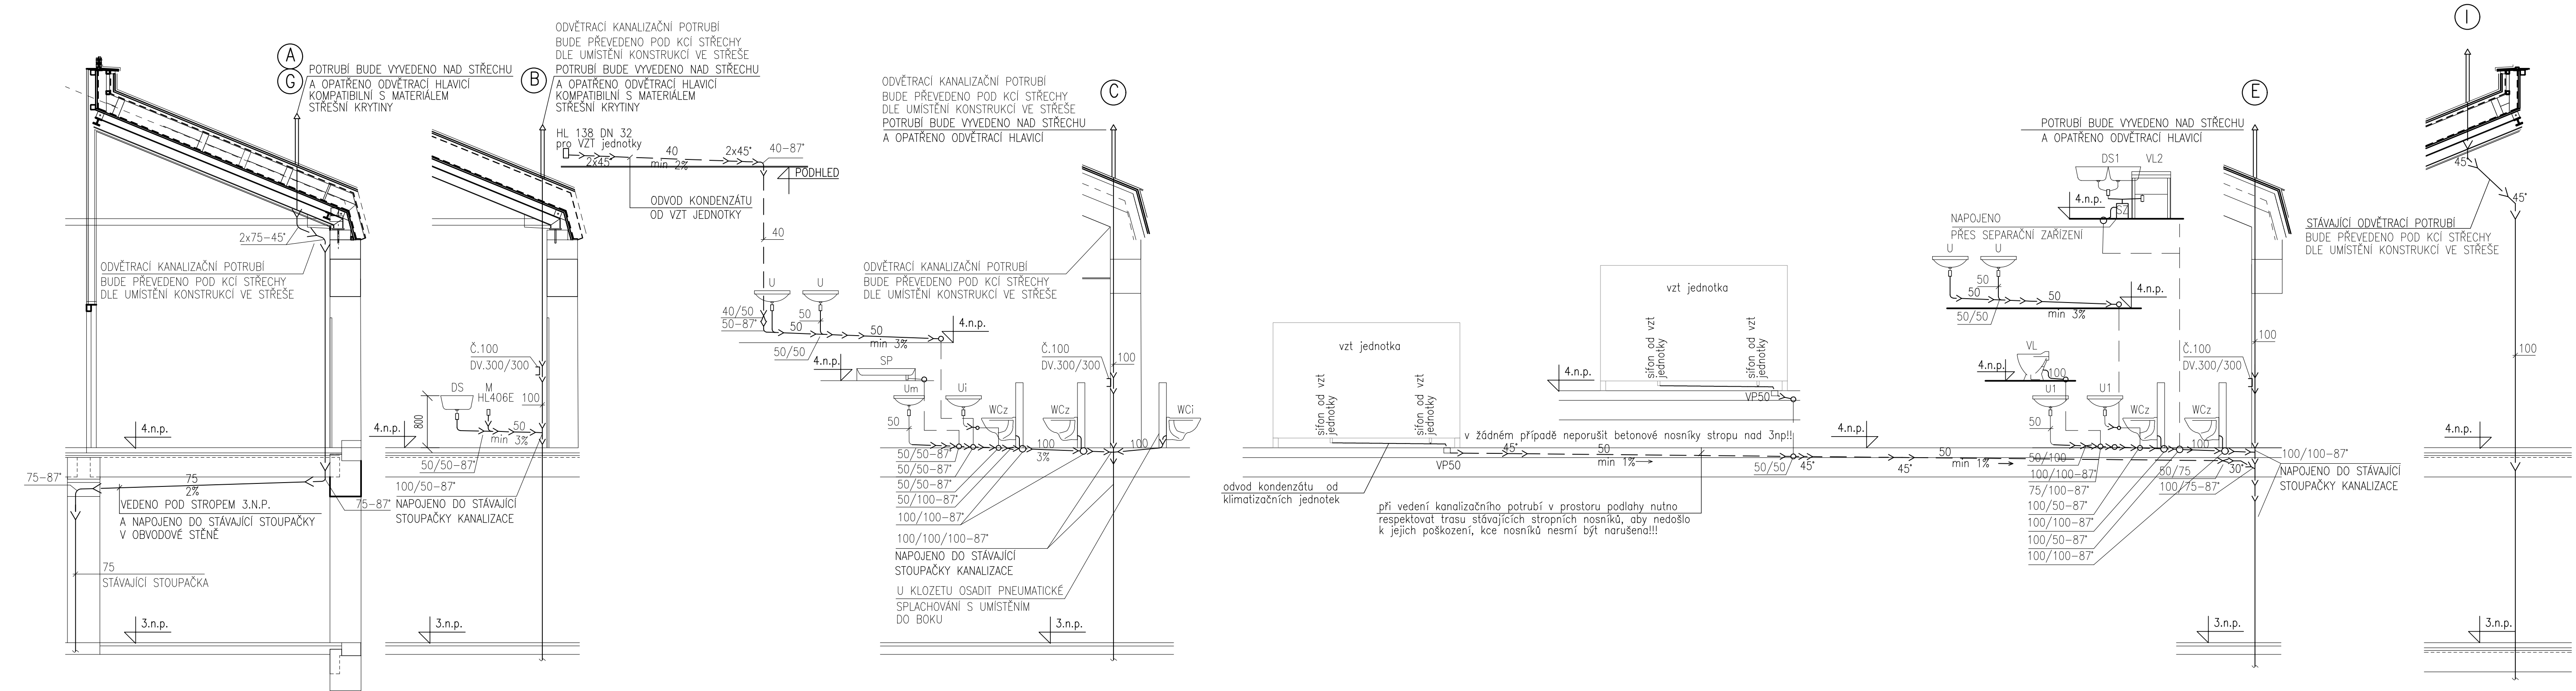 A
G
POTRUBÍ BUDE VYVEDENO NAD STŘECHU
A OPATŘENO ODVĚTRACÍ HLAVICÍ
KOMPATIBILNÍ S MATERIÁLEM
STŘEŠNÍ KRYTINY
2x75-45°
ODVĚTRACÍ KANALIZAČNÍ POTRUBÍ
BUDE PŘEVEDENO POD KCÍ STŘECHY
DLE UMÍSTĚNÍ KONSTRUKCÍ VE STŘEŠE
4.n.p.
75-87°
75
2%
75-87°
VEDENO POD STROPEM 3.N.P.
A NAPOJENO DO STÁVAJÍCÍ STOUPAČKY
V OBVODOVÉ STĚNĚ
75
STÁVAJÍCÍ STOUPAČKA
3.n.p.
ODVĚTRACÍ KANALIZAČNÍ POTRUBÍ
BUDE PŘEVEDENO POD KCÍ STŘECHY
DLE UMÍSTĚNÍ KONSTRUKCÍ VE STŘEŠE
B
POTRUBÍ BUDE VYVEDENO NAD STŘECHU
A OPATŘENO ODVĚTRACÍ HLAVICÍ
KOMPATIBILNÍ S MATERIÁLEM
STŘEŠNÍ KRYTINY
Č.100
DV.300/300
DS
M
HL406E
100
800
50
min 3%
4.n.p.
50/50-87°
100/50-87°
NAPOJENO DO STÁVAJÍCÍ
STOUPAČKY KANALIZACE
3.n.p.
HL 138 DN 32
pro VZT jednotky
2x45°
40
min 2%
2x45°
40-87°
PODHLED
ODVOD KONDENZÁTU
OD VZT JEDNOTKY
40
U
U
40/50
50-87°
50
50
50
min 3%
50/50
4.n.p.
SP
4.n.p.
ODVĚTRACÍ KANALIZAČNÍ POTRUBÍ
BUDE PŘEVEDENO POD KCÍ STŘECHY
DLE UMÍSTĚNÍ KONSTRUKCÍ VE STŘEŠE
POTRUBÍ BUDE VYVEDENO NAD STŘECHU
A OPATŘENO ODVĚTRACÍ HLAVICÍ
C
ODVĚTRACÍ KANALIZAČNÍ POTRUBÍ
BUDE PŘEVEDENO POD KCÍ STŘECHY
DLE UMÍSTĚNÍ KONSTRUKCÍ VE STŘEŠE
Č.100
DV.300/300
100
Um
Ui
WCz
WCz
WCi
50
100
3%
100
50/50-87°
50/50-87°
50/50-87°
50/100-87°
100/100-87°
100/100/100-87°
NAPOJENO DO STÁVAJÍCÍ
STOUPAČKY KANALIZACE
U KLOZETU OSADIT PNEUMATICKÉ
SPLACHOVÁNÍ S UMÍSTĚNÍM
DO BOKU
3.n.p.
vzt jednotka
sifon od vzt
jednotky
sifon od vzt
jednotky
VP50
odvod kondenzátu od
klimatizačních jednotek
vzt jednotka
sifon od vzt
jednotky
sifon od vzt
jednotky
4.n.p.
VP50
v žádném případě neporušit betonové nosníky stropu nad 3np!!
4.n.p.
45°
50
min 1%
50/50
45°
45°
50
min 1%
při vedení kanalizačního potrubí v prostoru podlahy nutno
respektovat trasu stávajících stropních nosníků, aby nedošlo
k jejich poškození, kce nosníků nesmí být narušena!!!
E
POTRUBÍ BUDE VYVEDENO NAD STŘECHU
A OPATŘENO ODVĚTRACÍ HLAVICÍ
DS1
VL2
4.n.p.
SZ
NAPOJENO
PŘES SEPARAČNÍ ZAŘÍZENÍ
U
U
50
50
50
min 3%
50/50
4.n.p.
VL
4.n.p.
100
Č.100
DV.300/300
100
U1
U1
WCz
WCz
50
100
50/100
100/100-87°
75/100-87°
100/50-87°
100/100-87°
100/50-87°
100/100-87°
50/75
100/75-87°
30°
100/100-87°
NAPOJENO DO STÁVAJÍCÍ
STOUPAČKY KANALIZACE
3.n.p.
I
45°
45°
STÁVAJÍCÍ ODVĚTRACÍ POTRUBÍ
BUDE PŘEVEDENO POD KCÍ STŘECHY
DLE UMÍSTĚNÍ KONSTRUKCÍ VE STŘEŠE
100
4.n.p.
3.n.p.